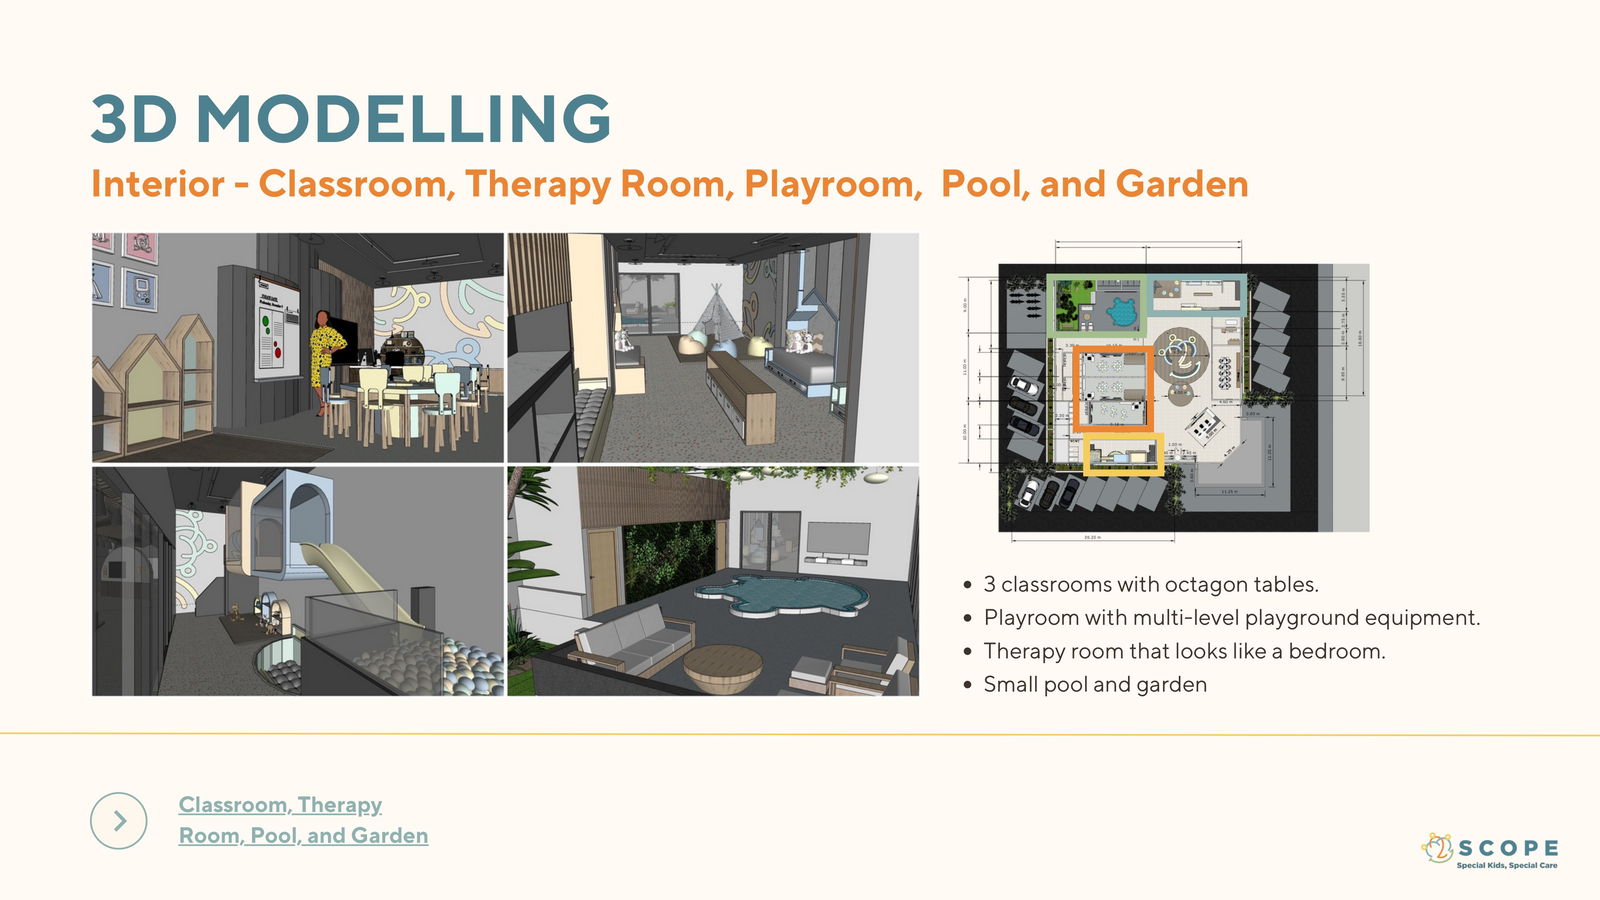 3D MODELLING
Interior - Classroom, Therapy Room, Playroom, Pool, and Garden
3 classrooms with octagon tables.
Playroom with multi-level playground equipment.
Therapy room that looks like a bedroom.
Small pool and garden
Classroom, Therapy
Room, Pool, and Garden
SCOPE
Special Kids, Special Care